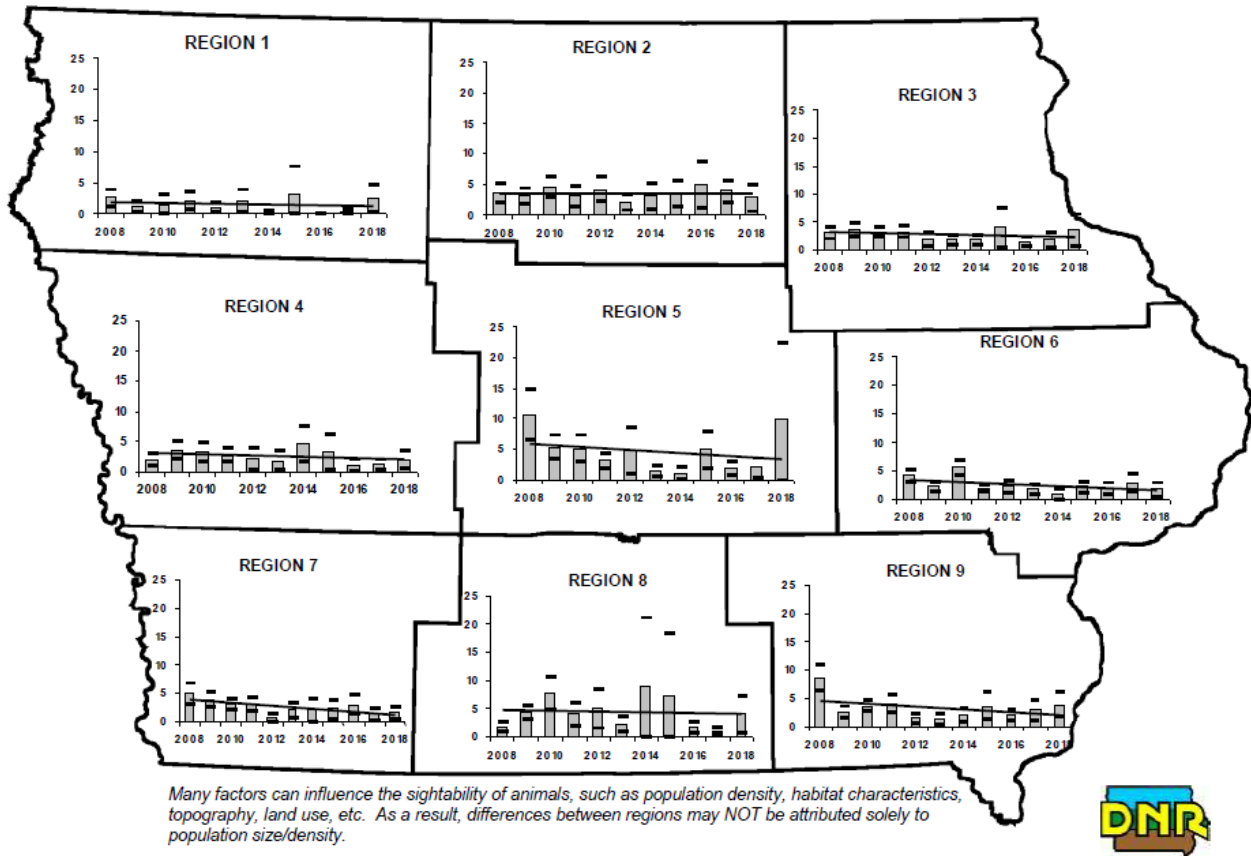 REGION 1
25
20
15
10
5
0
2008 2010 2012 2014 2016 2018
REGION 2
25
20
15
10
5
0
2008 2010 2012 2014 2016 2018
REGION 3
25
20
15
10
5
0
2008 2010 2012 2014 2016 2018
REGION 4
25
20
15
10
5
0
2008 2010 2012 2014 2016 2018
REGION 5
25
20
15
10
5
0
2008 2010 2012 2014 2016 2018
REGION 6
25
20
15
10
5
0
2008 2010 2012 2014 2016 2018
REGION 7
25
20
15
10
5
0
2008 2010 2012 2014 2016 2018
REGION 8
25
20
15
10
5
0
2008 2010 2012 2014 2016 2018
REGION 9
25
20
15
10
5
0
2008 2010 2012 2014 2016 2018
Many factors can influence the sightability of animals, such as population density, habitat characteristics,
topography, land use, etc. As a result, differences between regions may NOT be attributed solely to
population size/density.
DNR